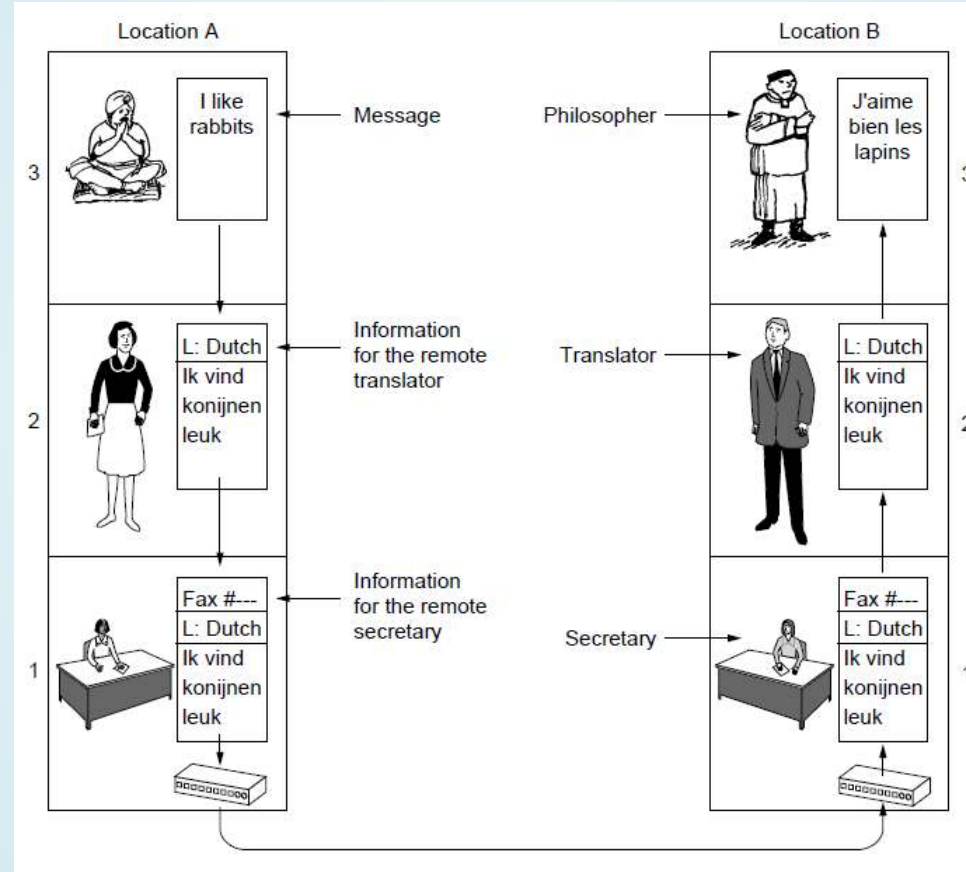 Location A
Location B
I like
rabbits
Message
Philosopher
J'aime
bien les
lapins
3
3
L: Dutch
Ik vind
konijnen
leuk
Information
for the remote
translator
Translator
L: Dutch
Ik vind
konijnen
leuk
2
2
Fax #---
L: Dutch
Ik vind
konijnen
leuk
Information
for the remote
secretary
Secretary
Fax #---
L: Dutch
Ik vind
konijnen
leuk
1